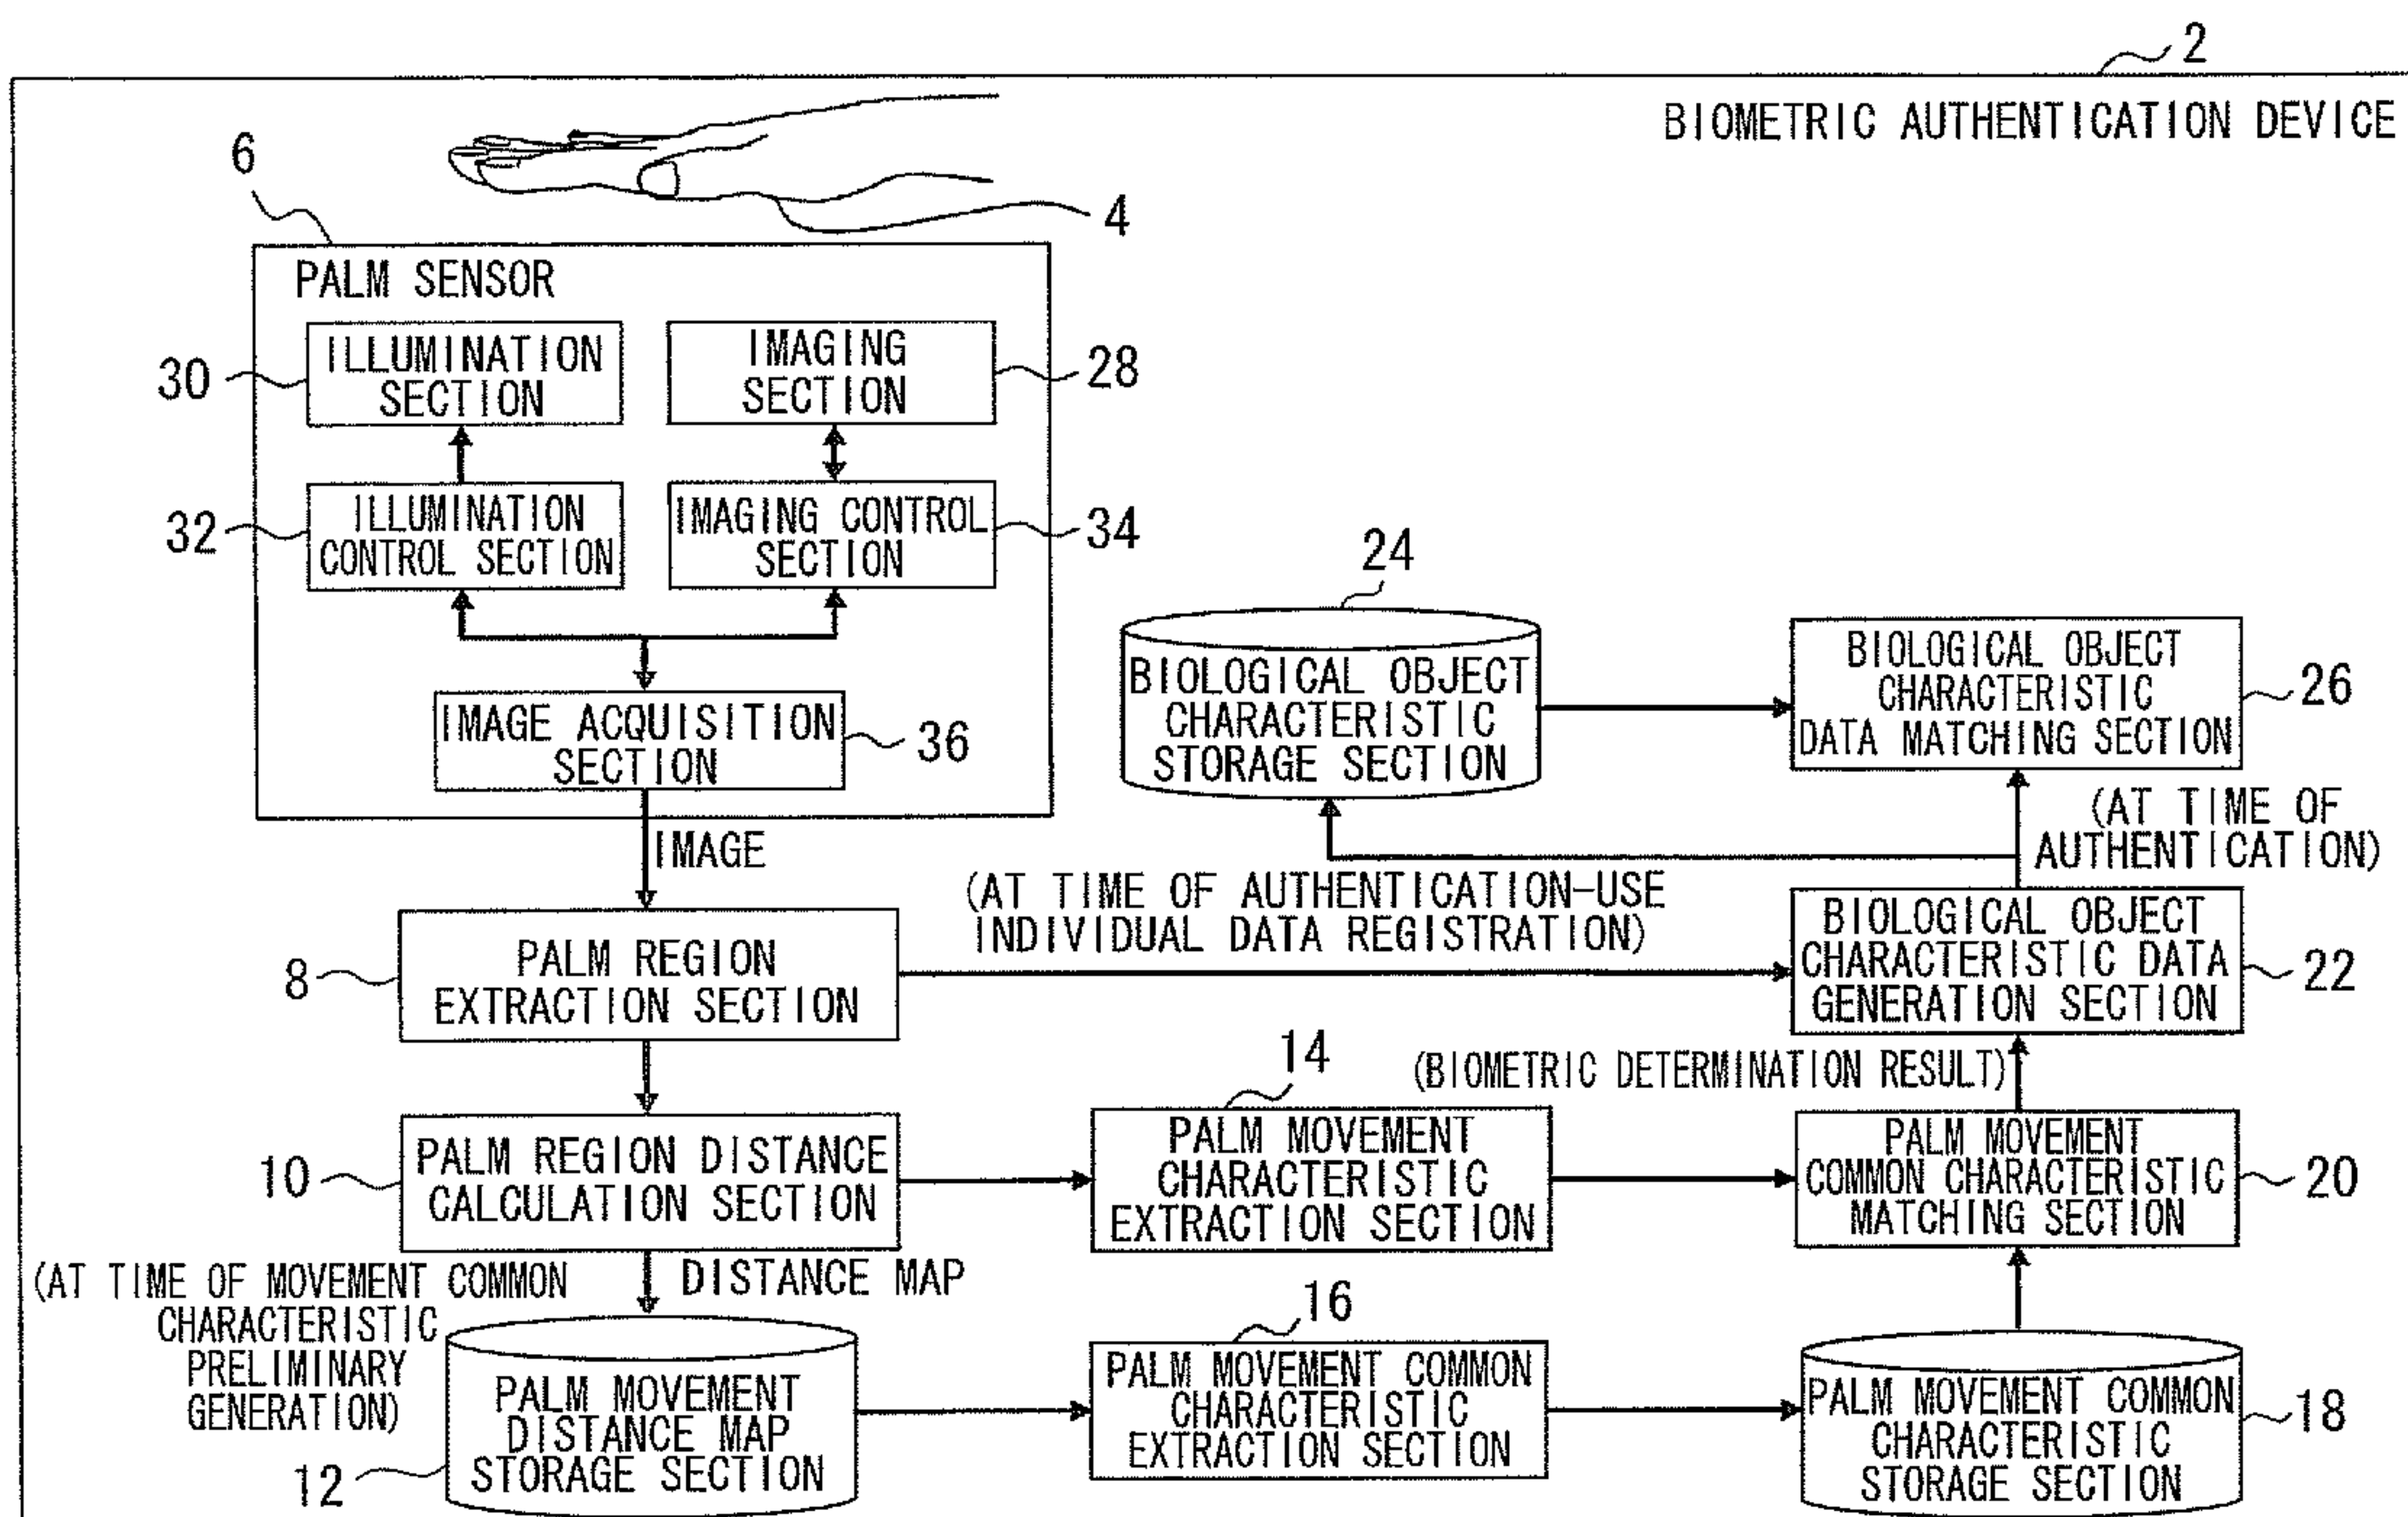 2
BIOMETRIC AUTHENTICATION DEVICE
6
4
PALM SENSOR
ILLUMINATION
SECTION
30
IMAGING
SECTION
28
ILLUMINATION
CONTROL SECTION
32
IMAGING CONTROL
SECTION
34
IMAGE ACQUISITION
SECTION
36
IMAGE
24
BIOLOGICAL OBJECT
CHARACTERISTIC
STORAGE SECTION
BIOLOGICAL OBJECT
CHARACTERISTIC
DATA MATCHING SECTION
26
(AT TIME OF
AUTHENTICATION)
(AT TIME OF AUTHENTICATION-USE
INDIVIDUAL DATA REGISTRATION)
8
PALM REGION
EXTRACTION SECTION
BIOLOGICAL OBJECT
CHARACTERISTIC DATA
GENERATION SECTION
22
(BIOMETRIC DETERMINATION RESULT)
10
PALM REGION DISTANCE
CALCULATION SECTION
14
PALM MOVEMENT
CHARACTERISTIC
EXTRACTION SECTION
PALM MOVEMENT
COMMON CHARACTERISTIC
MATCHING SECTION
20
(AT TIME OF MOVEMENT COMMON
CHARACTERISTIC
PRELIMINARY
GENERATION)
DISTANCE MAP
12
PALM MOVEMENT
DISTANCE MAP
STORAGE SECTION
16
PALM MOVEMENT COMMON
CHARACTERISTIC
EXTRACTION SECTION
PALM MOVEMENT COMMON
CHARACTERISTIC
STORAGE SECTION
18